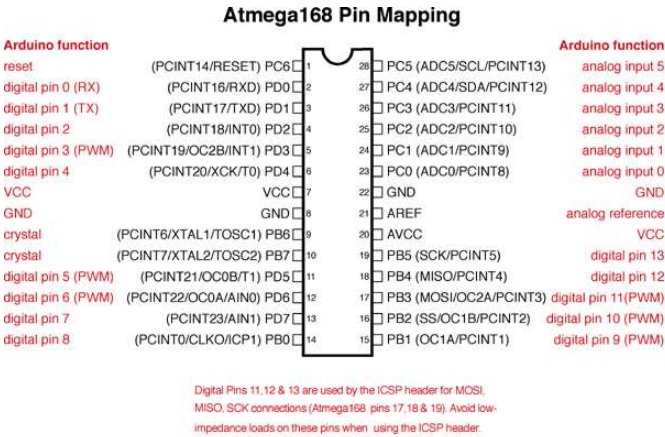 Atmega168 Pin Mapping
Arduino function Arduino function
reset (PCINT14/RESET) PC6 1 28 PC5 (ADC5/SCL/PCINT13) analog input 5
digital pin 0 (RX) (PCINT16/RXD) PD0 2 27 PC4 (ADC4/SDA/PCINT12) analog input 4
digital pin 1 (TX) (PCINT17/TXD) PD1 3 26 PC3 (ADC3/PCINT11) analog input 3
digital pin 2 (PCINT18/INT0) PD2 4 25 PC2 (ADC2/PCINT10) analog input 2
digital pin 3 (PWM) (PCINT19/OC2B/INT1) PD3 5 24 PC1 (ADC1/PCINT9) analog input 1
digital pin 4 (PCINT20/XCK/T0) PD4 6 23 PC0 (ADC0/PCINT8) analog input 0
VCC VCC 7 22 GND GND
GND GND 8 21 AREF analog reference
crystal (PCINT6/XTAL1/TOSC1) PB6 9 20 AVCC VCC
crystal (PCINT7/XTAL2/TOSC2) PB7 10 19 PB5 (SCK/PCINT5) digital pin 13
digital pin 5 (PWM) (PCINT21/OC0B/T1) PD5 11 18 PB4 (MISO/PCINT4) digital pin 12
digital pin 6 (PWM) (PCINT22/OC0A/AIN0) PD6 12 17 PB3 (MOSI/OC2A/PCINT3) digital pin 11(PWM)
digital pin 7 (PCINT23/AIN1) PD7 13 16 PB2 (SS/OC1B/PCINT2) digital pin 10 (PWM)
digital pin 8 (PCINT0/CLKO/ICP1) PB0 14 15 PB1 (OC1A/PCINT1) digital pin 9 (PWM)
Digital Pins 11,12 & 13 are used by the ICSP header for MOSI,
MISO, SCK connections (Atmega168 pins 17,18 & 19). Avoid low-
impedance loads on these pins when using the ICSP header.